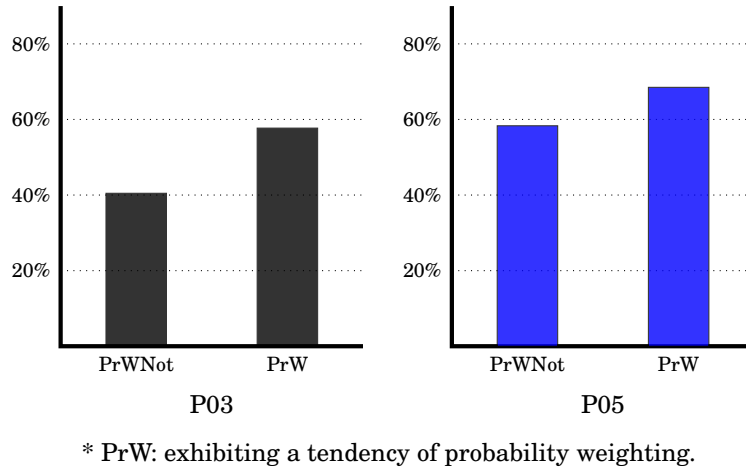 80%
60%
40%
20%
PrWNot
PrW
P03
80%
60%
40%
20%
PrWNot
PrW
P05
* PrW: exhibiting a tendency of probability weighting.